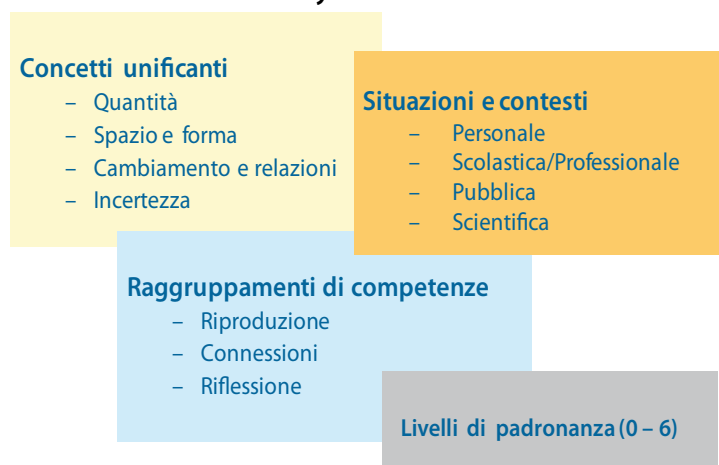 Concetti unificanti
– Quantità
– Spazio e forma
– Cambiamento e relazioni
– Incertezza
Situazioni e contesti
– Personale
– Scolastica/Professionale
– Pubblica
– Scientifica
Raggruppamenti di competenze
– Riproduzione
– Connessioni
– Riflessione
Livelli di padronanza (0 – 6)